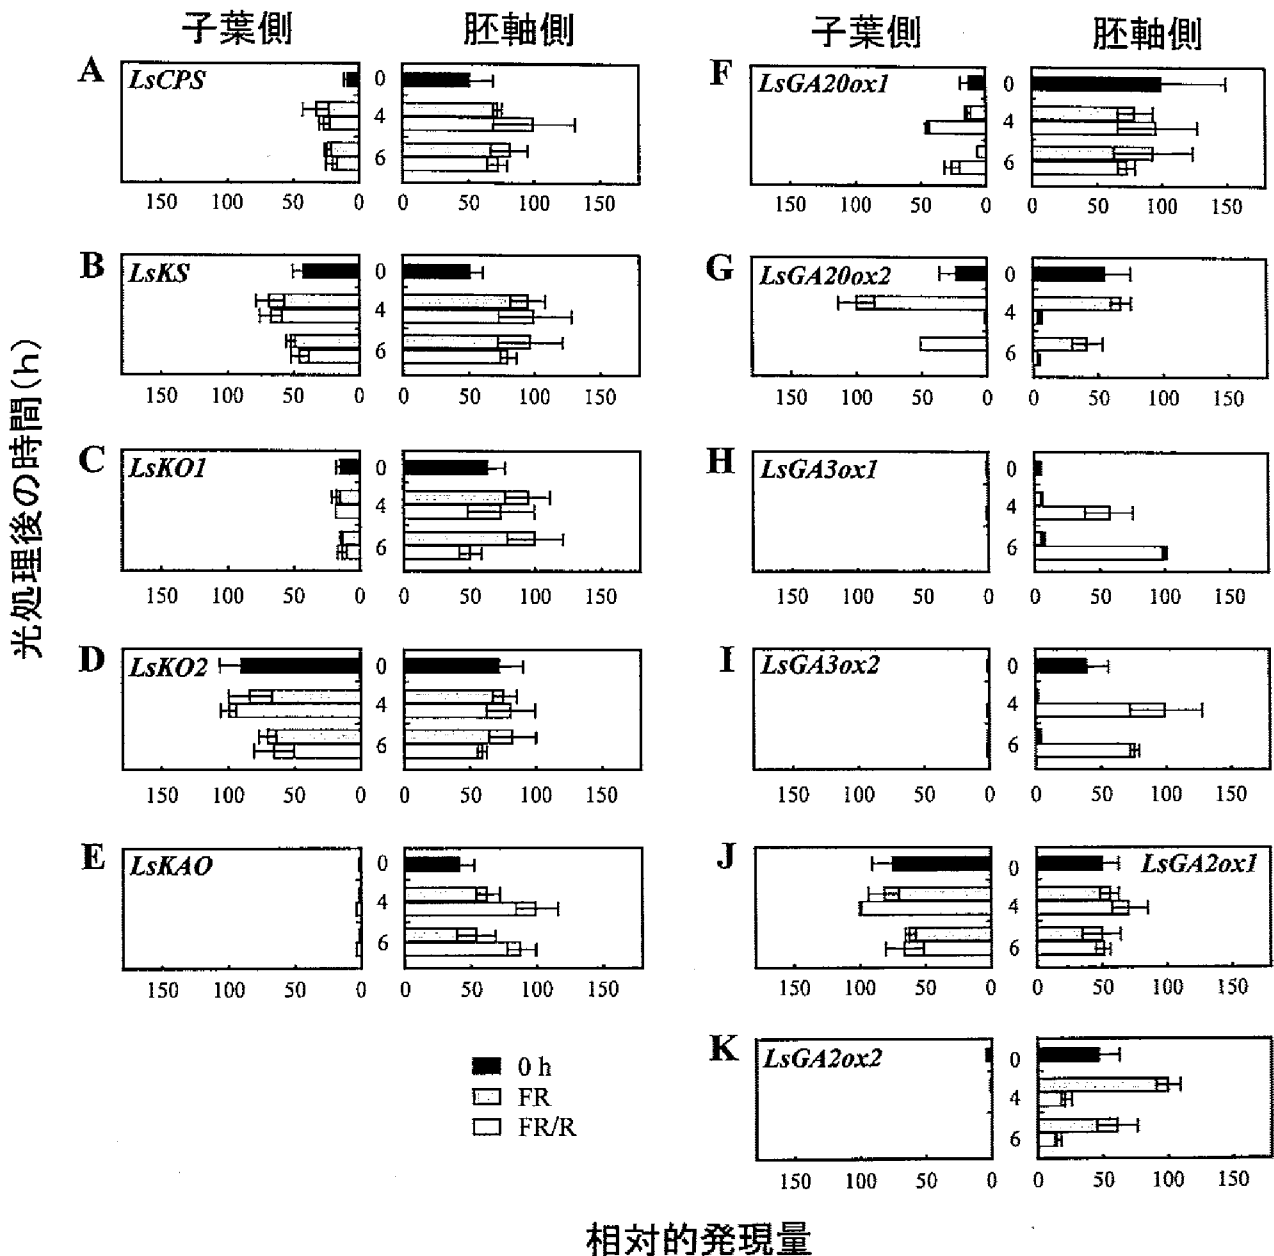 子葉側 胚軸側 子葉側 胚軸側
光処理後の時間(h)
A LsCPS 0 4 6
150 100 50 0 0 50 100 150
B LsKS 0 4 6
150 100 50 0 0 50 100 150
C LsKO1 0 4 6
150 100 50 0 0 50 100 150
D LsKO2 0 4 6
150 100 50 0 0 50 100 150
E LsKAO 0 4 6
150 100 50 0 0 50 100 150
F LsGA20ox1 0 4 6
150 100 50 0 0 50 100 150
G LsGA20ox2 0 4 6
150 100 50 0 0 50 100 150
H LsGA3ox1 0 4 6
150 100 50 0 0 50 100 150
I LsGA3ox2 0 4 6
150 100 50 0 0 50 100 150
J 0 4 6 LsGA2ox1
150 100 50 0 0 50 100 150
K LsGA2ox2 0 4 6
150 100 50 0 0 50 100 150
0 h
FR
FR/R
相対的発現量